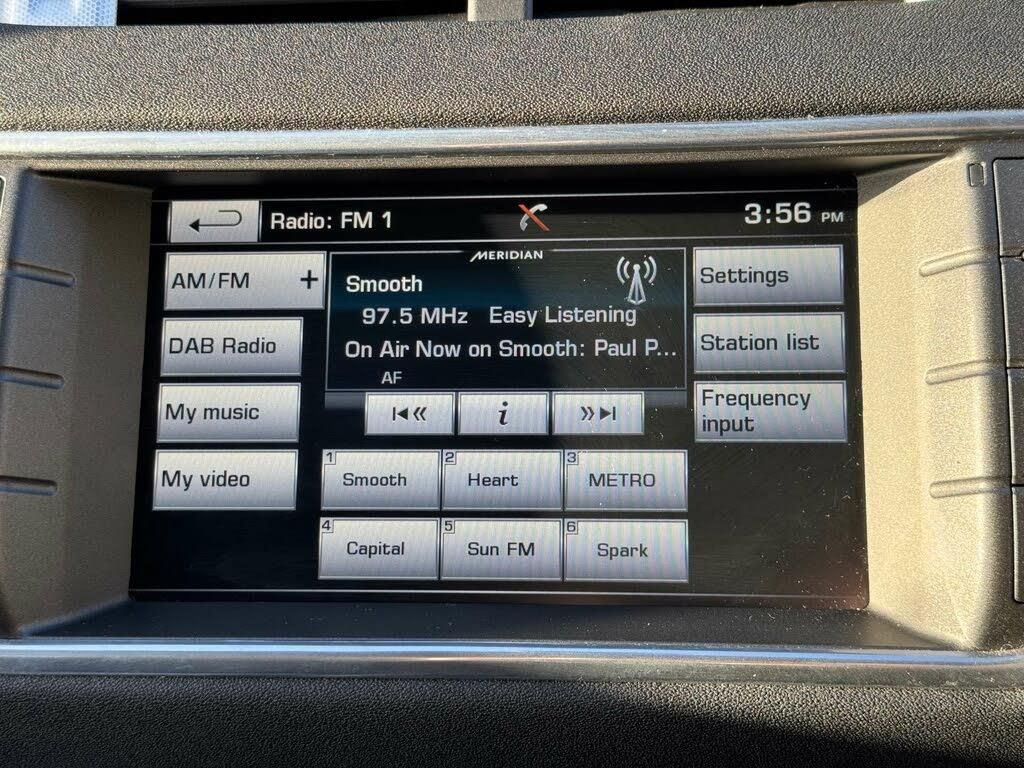 Radio: FM 1
3:56 PM
MERIDIAN
AM/FM +
DAB Radio
My music
My video
Smooth
97.5 MHz Easy Listening
On Air Now on Smooth: Paul P...
AF
i
Settings
Station list
Frequency
input
1 Smooth
2 Heart
3 METRO
4 Capital
5 Sun FM
6 Spark